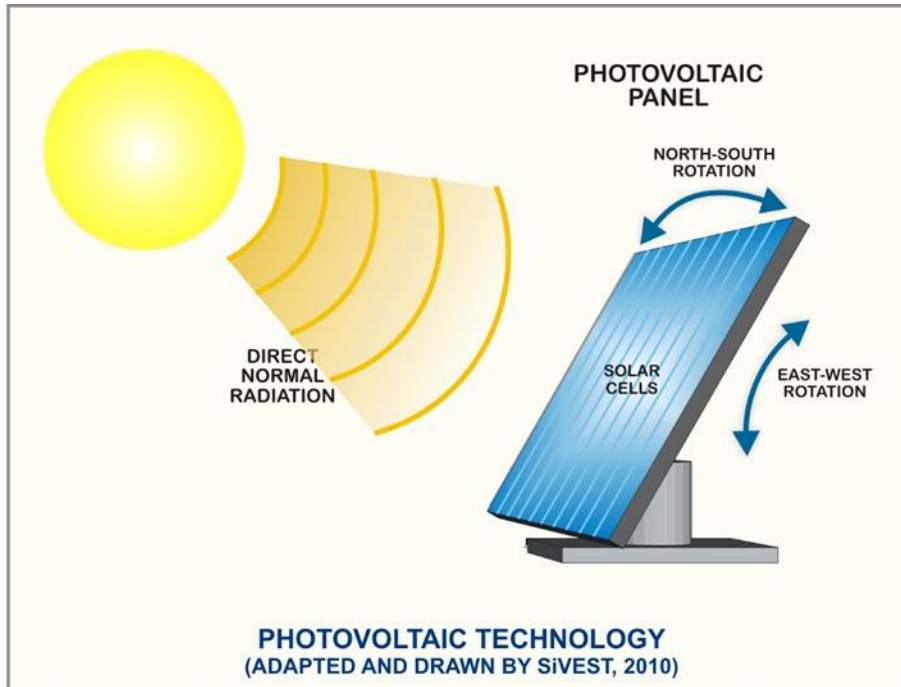 PHOTOVOLTAIC
PANEL
NORTH-SOUTH
ROTATION
DIRECT
NORMAL
RADIATION
SOLAR
CELLS
EAST-WEST
ROTATION
PHOTOVOLTAIC TECHNOLOGY
(ADAPTED AND DRAWN BY SiVEST, 2010)